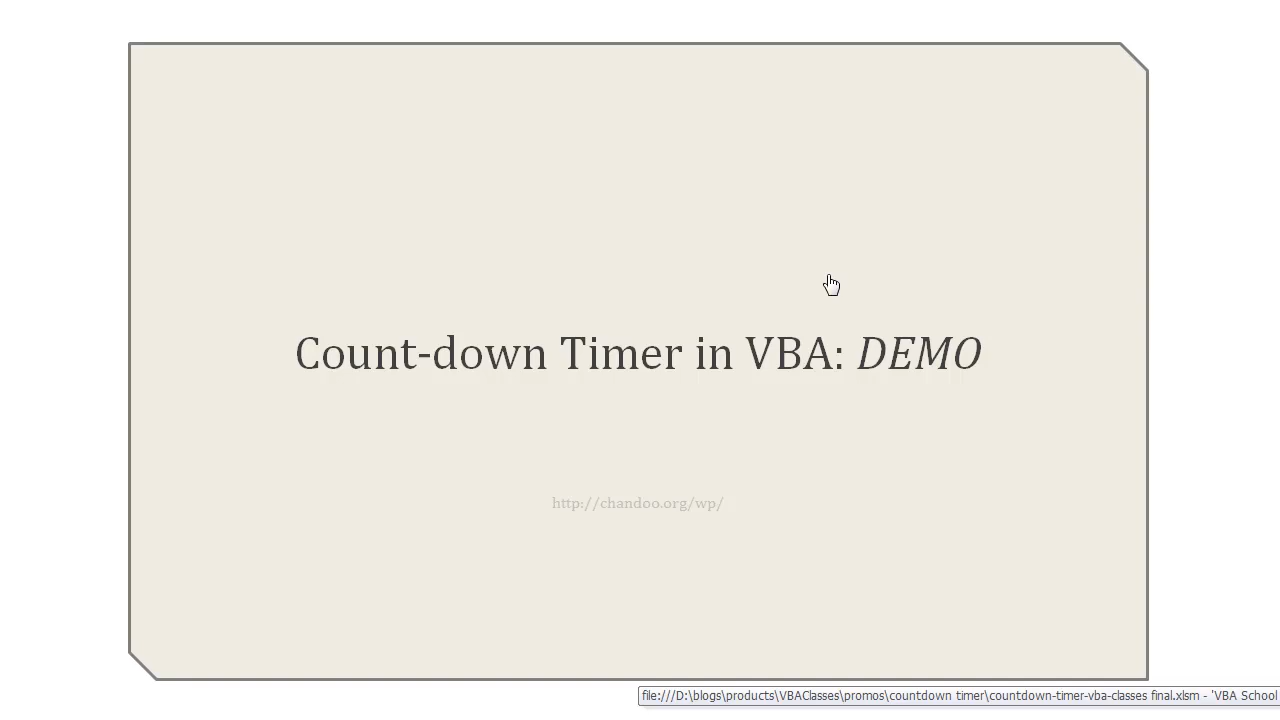 Count-down Timer in VBA: DEMO
http://chandoo.org/wp/
file:///D:\blogs\products\VBAClasses\promos\countdown timer\countdown-timer-vba-classes final.xlsm - 'VBA School